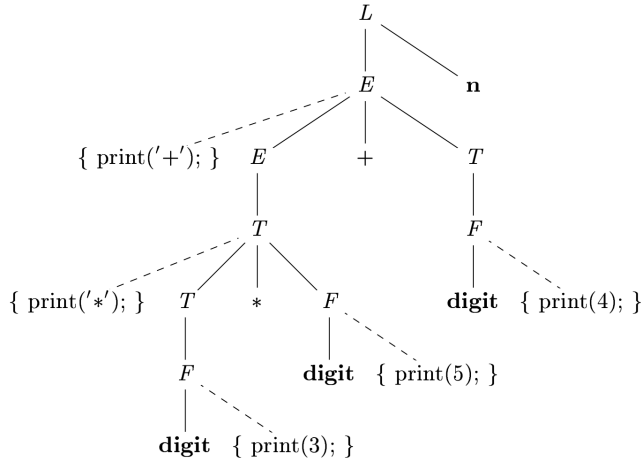 L
E n
{ print('+'); } E + T
T F
{ print('*'); } T * F digit { print(4); }
F digit { print(5); }
digit { print(3); }